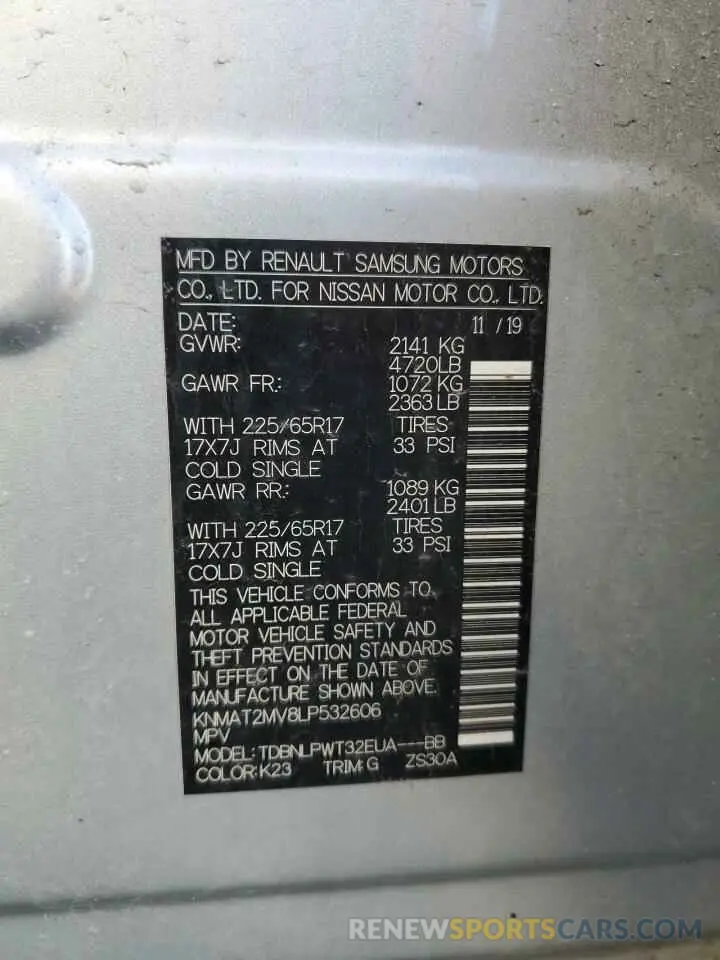 MFD BY RENAULT SAMSUNG MOTORS
CO., LTD. FOR NISSAN MOTOR CO., LTD.
DATE: 11 / 19
GVWR: 2141 KG
4720LB
GAWR FR.: 1072 KG
2363LB
WITH 225/65R17 TIRES
17X7J RIMS AT 33 PSI
COLD SINGLE
GAWR RR.: 1089 KG
2401LB
WITH 225/65R17 TIRES
17X7J RIMS AT 33 PSI
COLD SINGLE
THIS VEHICLE CONFORMS TO
ALL APPLICABLE FEDERAL
MOTOR VEHICLE SAFETY AND
THEFT PREVENTION STANDARDS
IN EFFECT ON THE DATE OF
MANUFACTURE SHOWN ABOVE.
KNMAT2MV8LP532606
MPV
MODEL: TDBNLPWT32EUA---BB
COLOR:K23 TRIM:G ZS30A
RENEWSPORTSCARS.COM